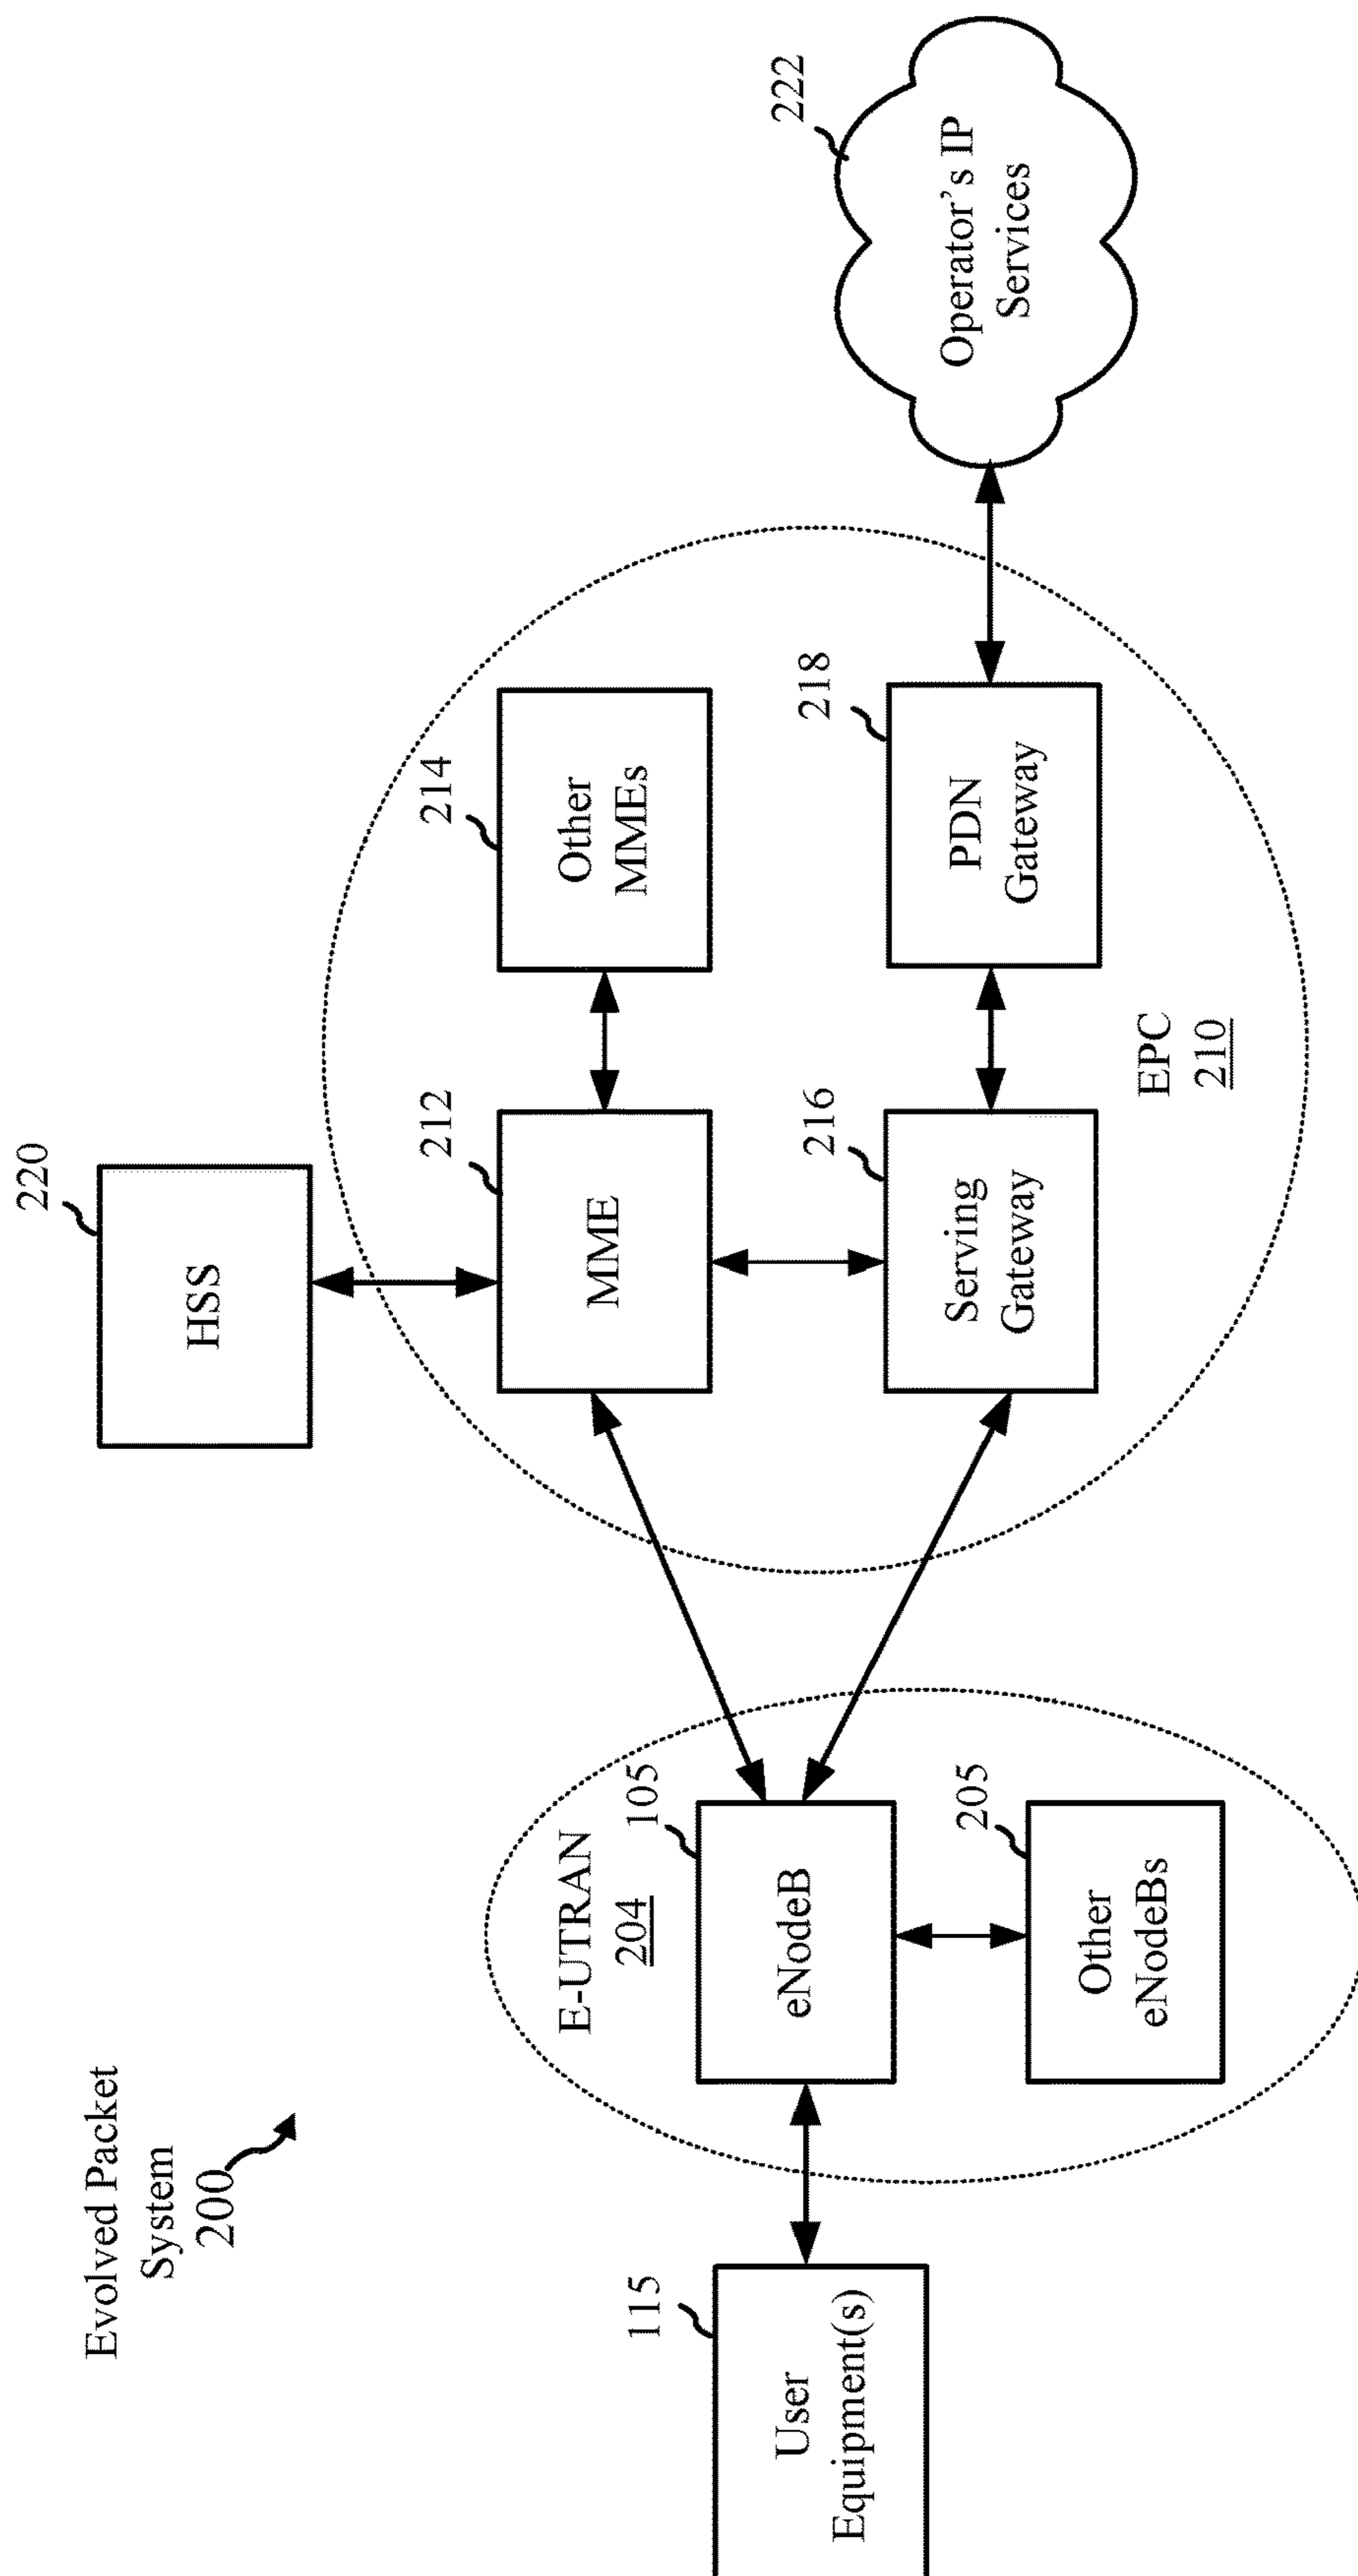 Evolved Packet
System
200
220
HSS
E-UTRAN
204
212
MME
214
Other
MMEs
115
User
Equipment(s)
105
eNodeB
205
Other
eNodeBs
216
Serving
Gateway
218
PDN
Gateway
EPC
210
222
Operator's IP
Services